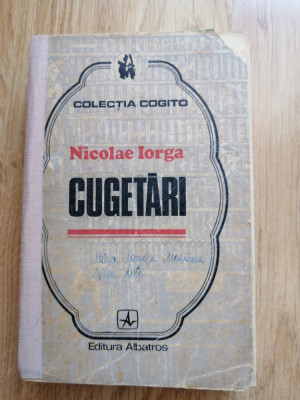 COLECȚIA COGITO
Nicolae Iorga
CUGETĂRI
Editura Albatros